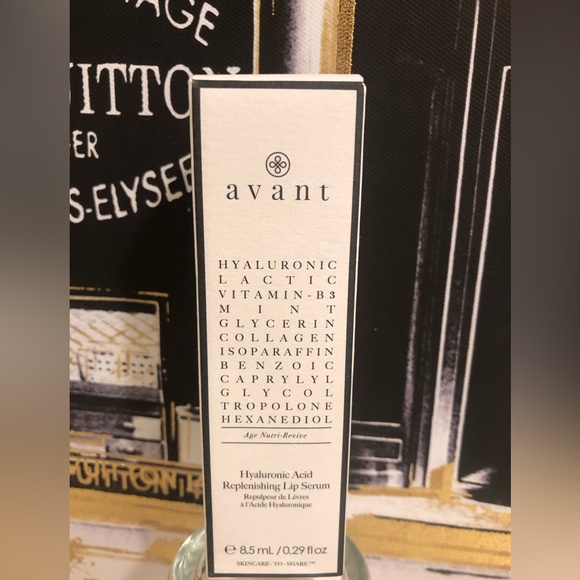 AGE
UITTON
ER
S-ELYSEE
avant
HYALURONIC
LACTIC
VITAMIN-B3
MINT
GLYCERIN
COLLAGEN
ISOPARAFFIN
BENZOIC
CAPRYLYL
GLYCOL
TROPOLONE
HEXANEDIOL
Age Nutri-Revive
Hyaluronic Acid
Replenishing Lip Serum
Repulpeur de Lèvres
à l'Acide Hyaluronique
℮ 8.5 mL / 0.29 fl oz
SKINCARE-TO-SHARE™